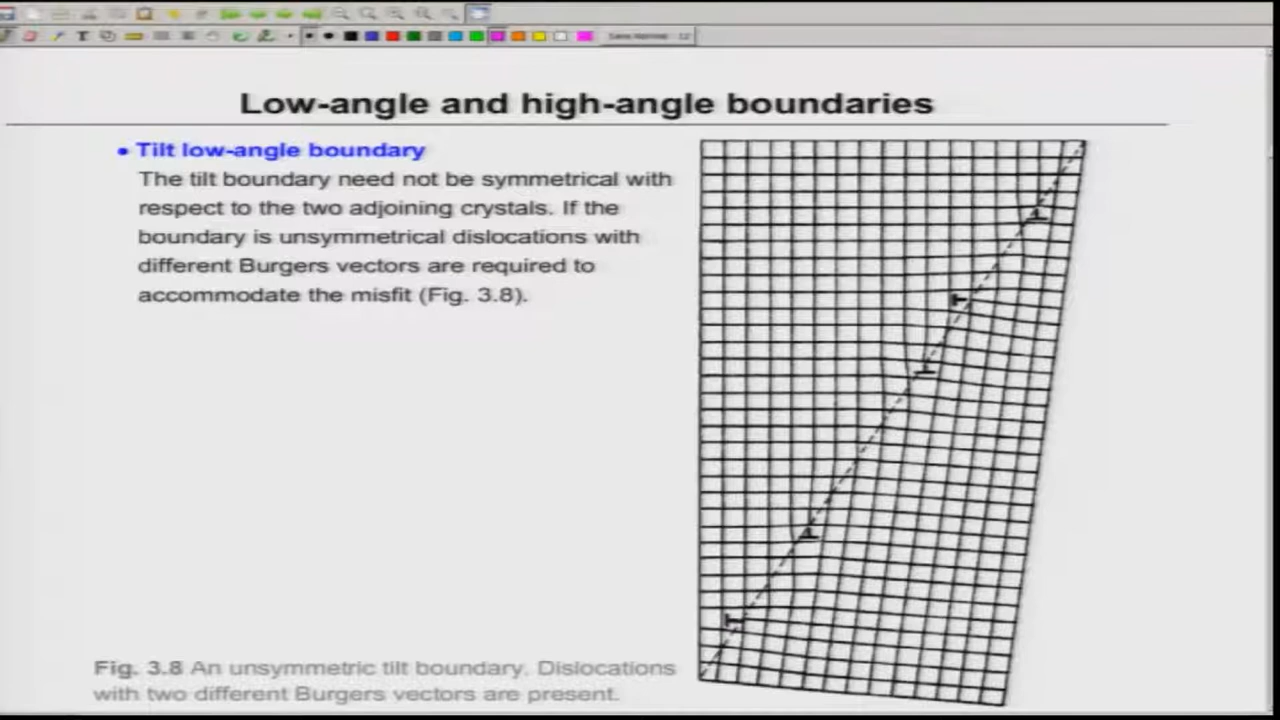 Low-angle and high-angle boundaries
• Tilt low-angle boundary
The tilt boundary need not be symmetrical with
respect to the two adjoining crystals. If the
boundary is unsymmetrical dislocations with
different Burgers vectors are required to
accommodate the misfit (Fig. 3.8).
Fig. 3.8 An unsymmetric tilt boundary. Dislocations
with two different Burgers vectors are present.